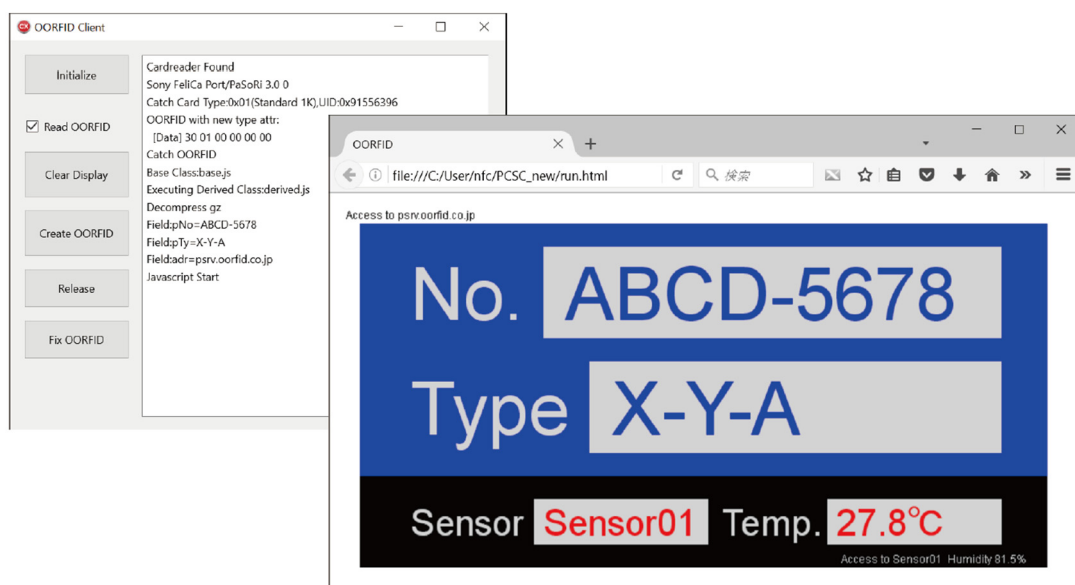 OORFID Client
Initialize
Read OORFID
Clear Display
Create OORFID
Release
Fix OORFID
Cardreader Found
Sony FeliCa Port/PaSoRi 3.0 0
Catch Card Type:0x01(Standard 1K),UID:0x91556396
OORFID with new type attr:
[Data] 30 01 00 00 00 00
Catch OORFID
Base Class:base.js
Executing Derived Class:derived.js
Decompress gz
Field:pNo=ABCD-5678
Field:pTy=X-Y-A
Field:adr=psrv.oorfid.co.jp
Javascript Start
OORFID
file:///C:/User/nfc/PCSC_new/run.html
検索
Access to psrv.oorfid.co.jp
No. ABCD-5678
Type X-Y-A
Sensor Sensor01 Temp. 27.8℃
Access to Sensor01 Humidity 81.5%